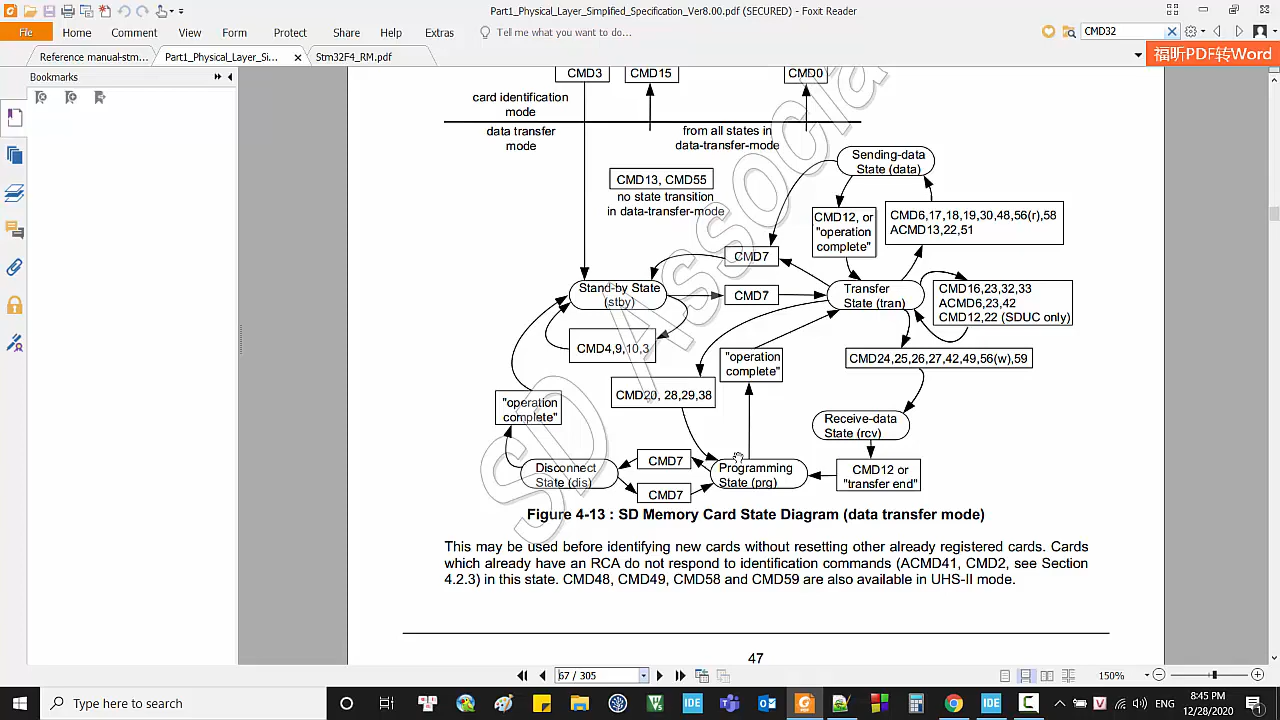 Part1_Physical_Layer_Simplified_Specification_Ver8.00.pdf (SECURED) - Foxit Reader
File
Home
Comment
View
Form
Protect
Share
Help
Extras
Tell me what you want to do...
CMD32
Reference manual-stm...
Part1_Physical_Layer_Si...
Stm32F4_RM.pdf
福昕PDF转Word
Bookmarks
CMD3
CMD15
CMD0
card identification
mode
data transfer
mode
from all states in
data-transfer-mode
CMD13, CMD55
no state transition
in data-transfer-mode
Sending-data
State (data)
CMD12, or
"operation
complete"
CMD6,17,18,19,30,48,56(r),58
ACMD13,22,51
CMD7
Stand-by State
(stby)
CMD7
Transfer
State (tran)
CMD16,23,32,33
ACMD6,23,42
CMD12,22 (SDUC only)
CMD4,9,10,3
"operation
complete"
CMD24,25,26,27,42,49,56(w),59
CMD20, 28,29,38
"operation
complete"
Receive-data
State (rcv)
CMD7
Disconnect
State (dis)
Programming
State (prg)
CMD12 or
"transfer end"
CMD7
SD Associa
Figure 4-13 : SD Memory Card State Diagram (data transfer mode)
This may be used before identifying new cards without resetting other already registered cards. Cards
which already have an RCA do not respond to identification commands (ACMD41, CMD2, see Section
4.2.3) in this state. CMD48, CMD49, CMD58 and CMD59 are also available in UHS-II mode.
47
67 / 305
150%
Type here to search
IDE
IDE
ENG
8:45 PM
12/28/2020